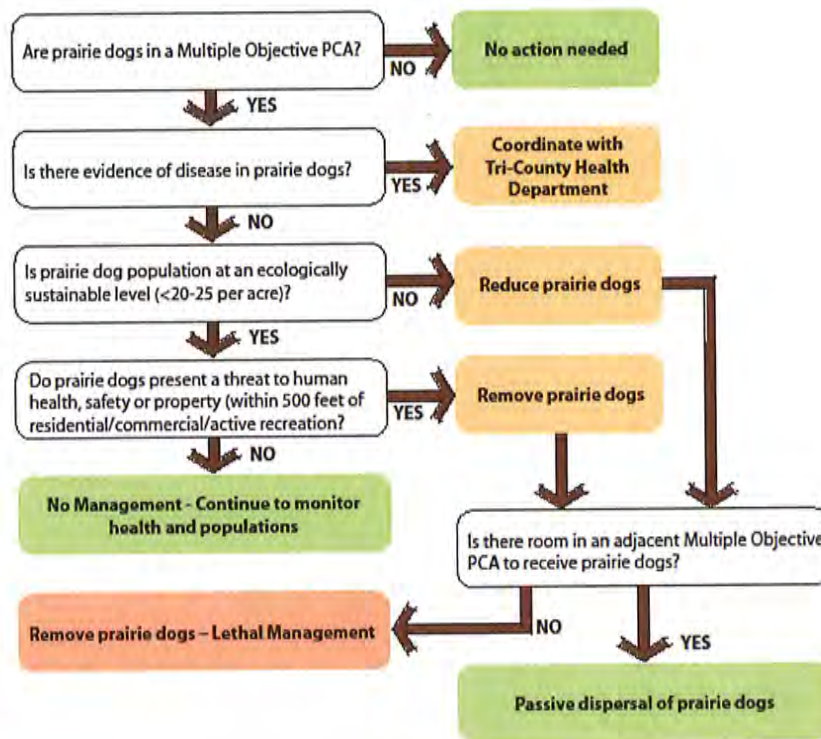 Are prairie dogs in a Multiple Objective PCA?
NO
No action needed
YES
Is there evidence of disease in prairie dogs?
YES
Coordinate with
Tri-County Health
Department
NO
Is prairie dog population at an ecologically
sustainable level (<20-25 per acre)?
NO
Reduce prairie dogs
YES
Do prairie dogs present a threat to human
health, safety or property (within 500 feet of
residential/commercial/active recreation?
YES
Remove prairie dogs
NO
No Management - Continue to monitor
health and populations
Is there room in an adjacent Multiple Objective
PCA to receive prairie dogs?
NO
Remove prairie dogs – Lethal Management
YES
Passive dispersal of prairie dogs